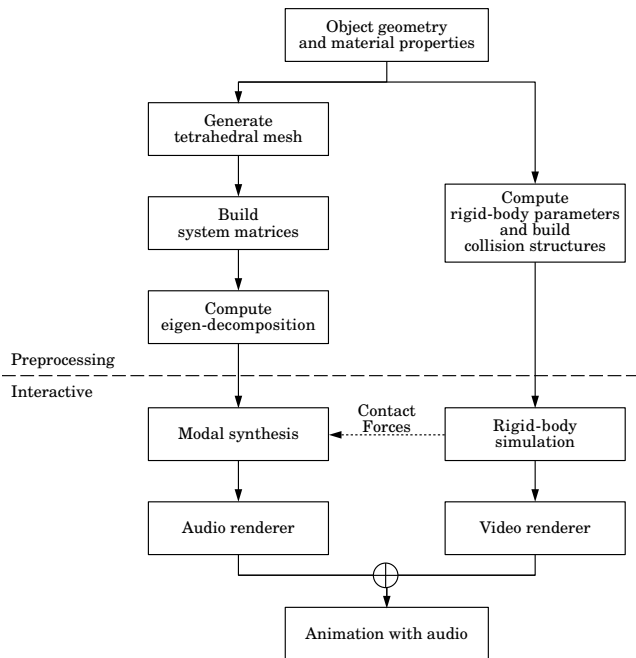 Object geometry
and material properties
Generate
tetrahedral mesh
Build
system matrices
Compute
rigid-body parameters
and build
collision structures
Compute
eigen-decomposition
Preprocessing
Interactive
Modal synthesis
Contact
Forces
Rigid-body
simulation
Audio renderer
Video renderer
Animation with audio